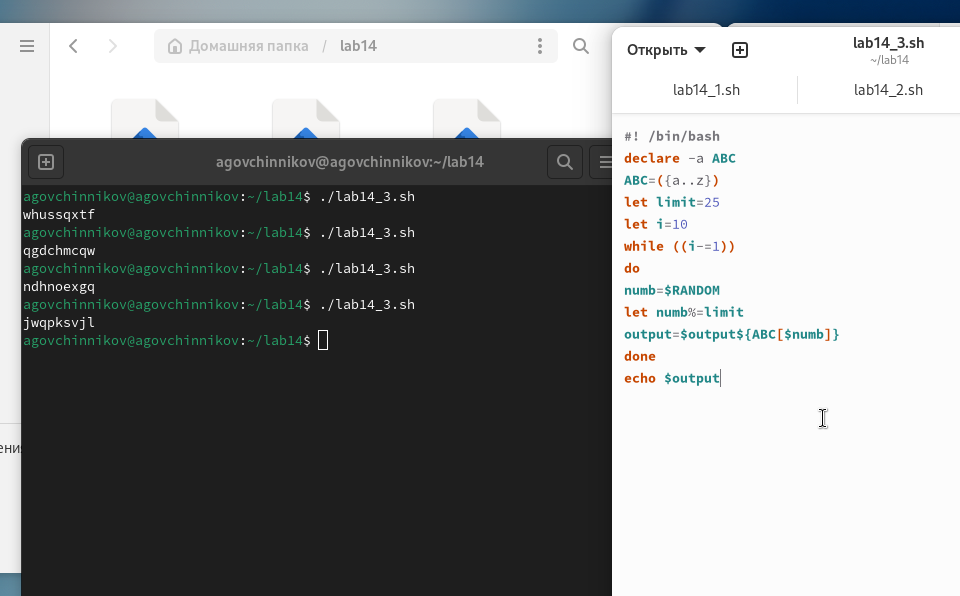 Домашняя папка / lab14
Открыть
lab14_3.sh
~/lab14
lab14_1.sh
lab14_2.sh
agovchinnikov@agovchinnikov:~/lab14
agovchinnikov@agovchinnikov:~/lab14$ ./lab14_3.sh
whussqxtf
agovchinnikov@agovchinnikov:~/lab14$ ./lab14_3.sh
qgdchmcqw
agovchinnikov@agovchinnikov:~/lab14$ ./lab14_3.sh
ndhnoexgq
agovchinnikov@agovchinnikov:~/lab14$ ./lab14_3.sh
jwqpksvjl
agovchinnikov@agovchinnikov:~/lab14$
#! /bin/bash
declare -a ABC
ABC=({a..z})
let limit=25
let i=10
while ((i-=1))
do
numb=$RANDOM
let numb%=limit
output=$output${ABC[$numb]}
done
echo $output